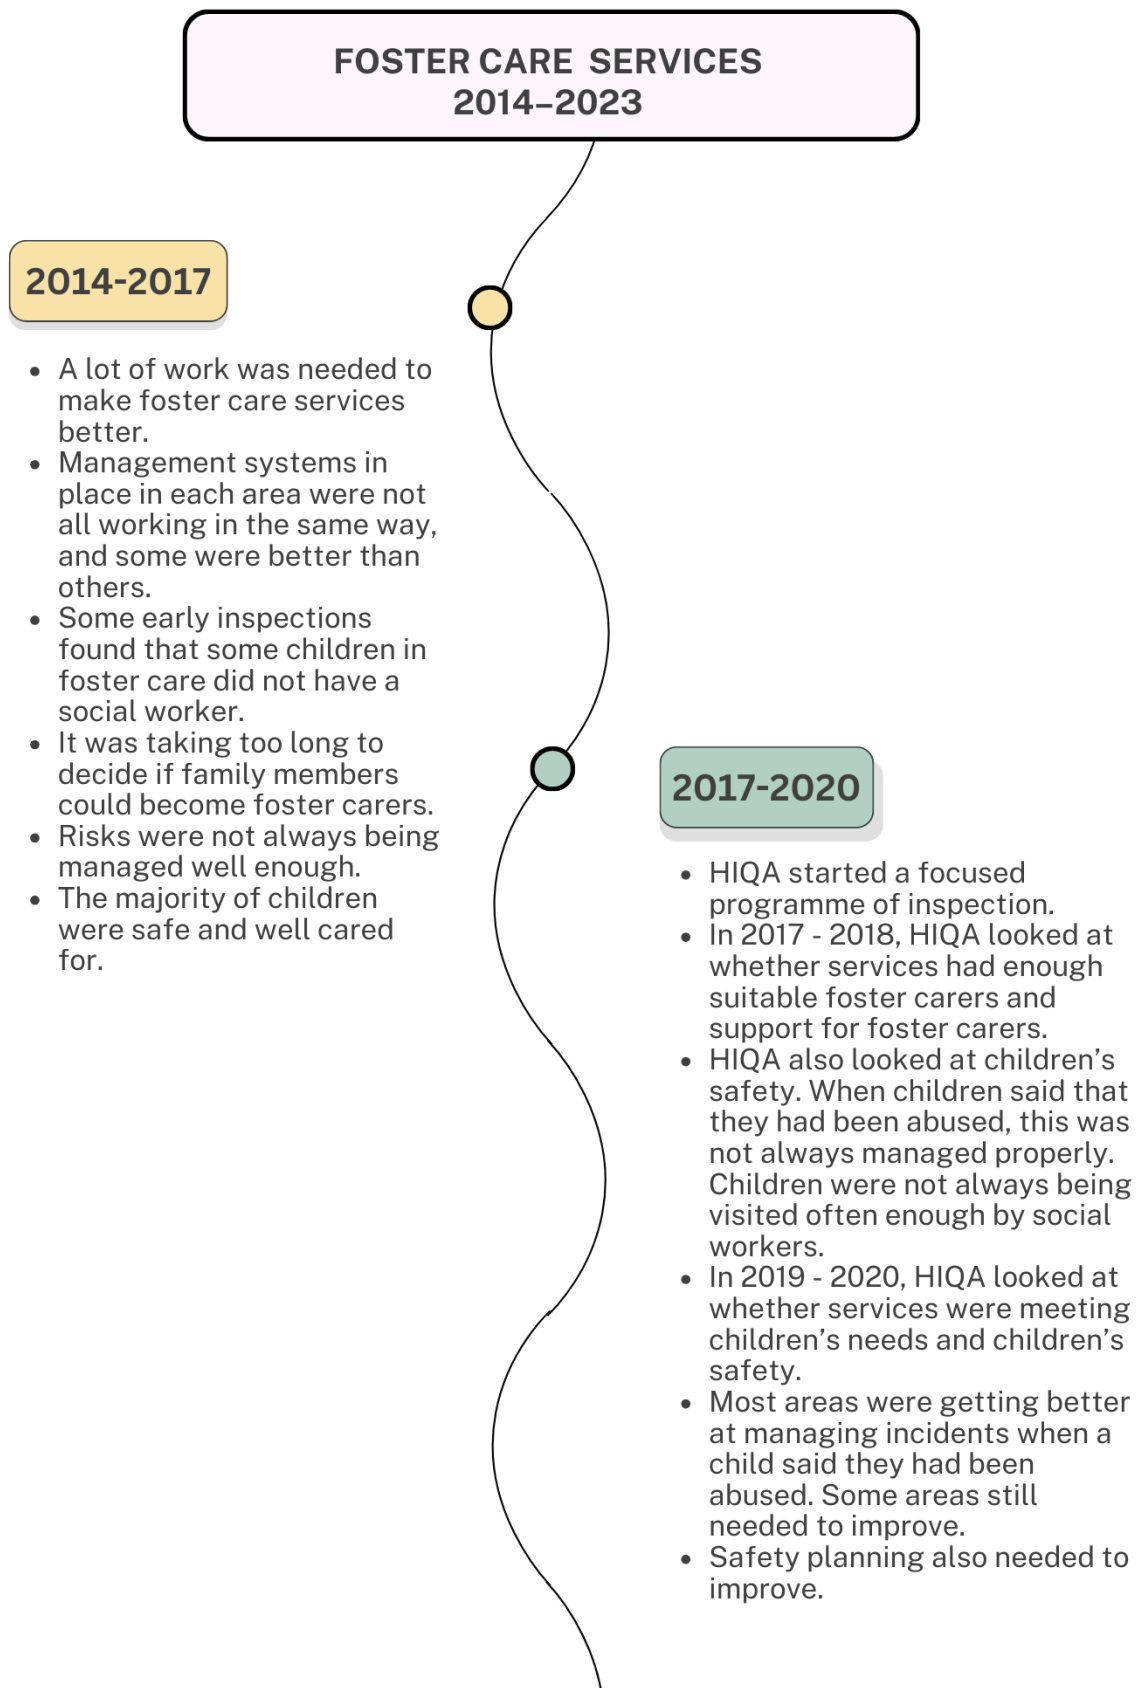 FOSTER CARE SERVICES
2014–2023
2014-2017
• A lot of work was needed to
make foster care services
better.
• Management systems in
place in each area were not
all working in the same way,
and some were better than
others.
• Some early inspections
found that some children in
foster care did not have a
social worker.
• It was taking too long to
decide if family members
could become foster carers.
• Risks were not always being
managed well enough.
• The majority of children
were safe and well cared
for.
2017-2020
• HIQA started a focused
programme of inspection.
• In 2017 - 2018, HIQA looked at
whether services had enough
suitable foster carers and
support for foster carers.
• HIQA also looked at children’s
safety. When children said that
they had been abused, this was
not always managed properly.
Children were not always being
visited often enough by social
workers.
• In 2019 - 2020, HIQA looked at
whether services were meeting
children’s needs and children’s
safety.
• Most areas were getting better
at managing incidents when a
child said they had been
abused. Some areas still
needed to improve.
• Safety planning also needed to
improve.